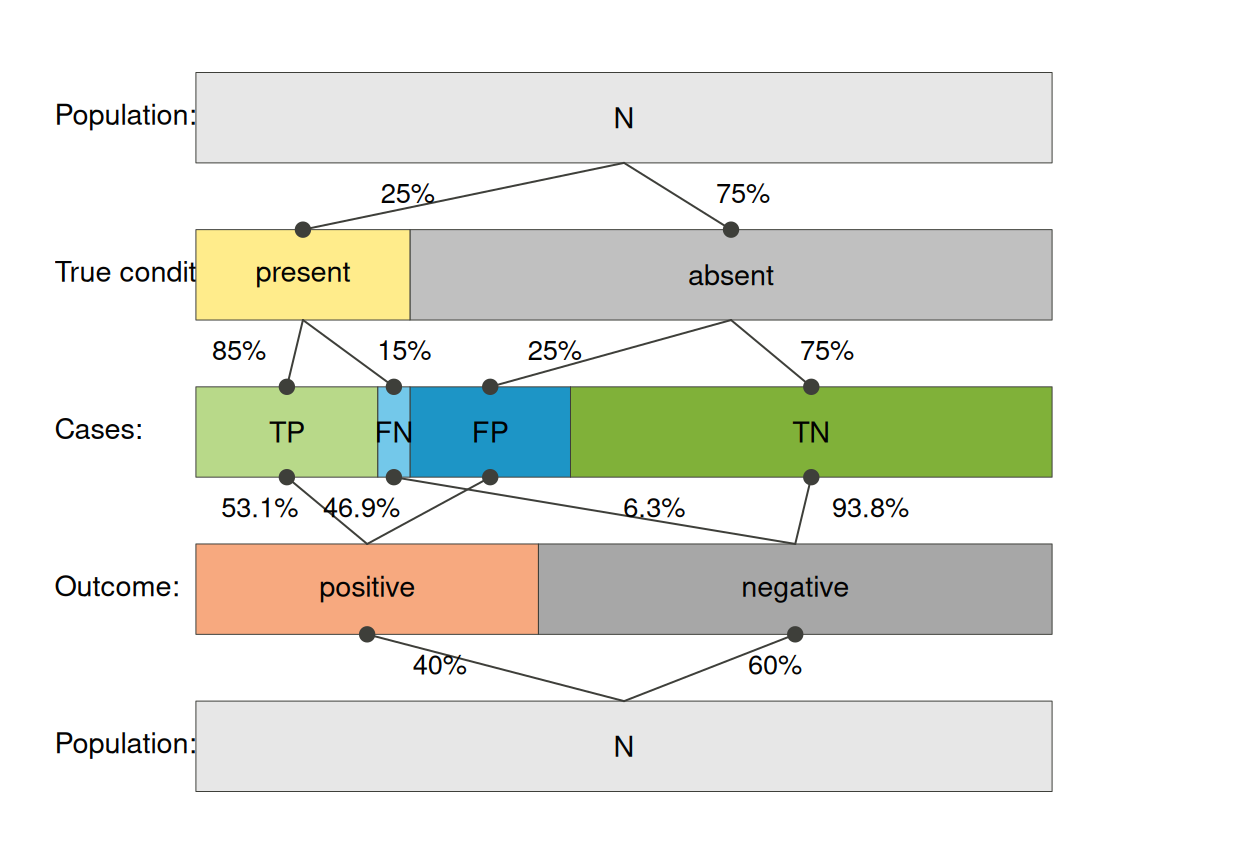 Population:
N
25% 75%
True condit
present
absent
85% 15% 25% 75%
Cases:
TP
FN
FP
TN
53.1% 46.9% 6.3% 93.8%
Outcome:
positive
negative
40% 60%
Population:
N